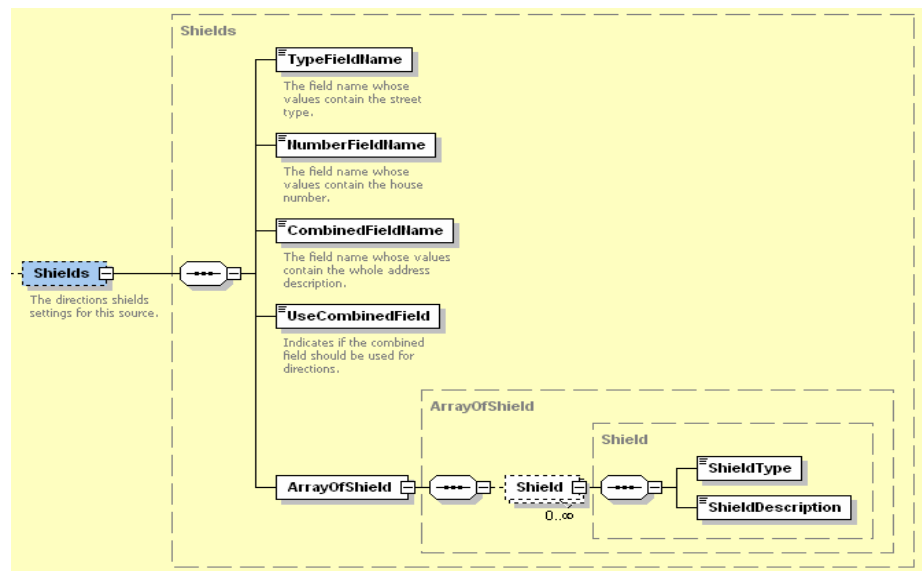 Shields
TypeFieldName
The field name whose
values contain the street
type.
NumberFieldName
The field name whose
values contain the house
number.
CombinedFieldName
The field name whose values
contain the whole address
description.
Shields
The directions shields
settings for this source.
UseCombinedField
Indicates if the combined
field should be used for
directions.
ArrayOfShield
Shield
ArrayOfShield
Shield
0..∞
ShieldType
ShieldDescription